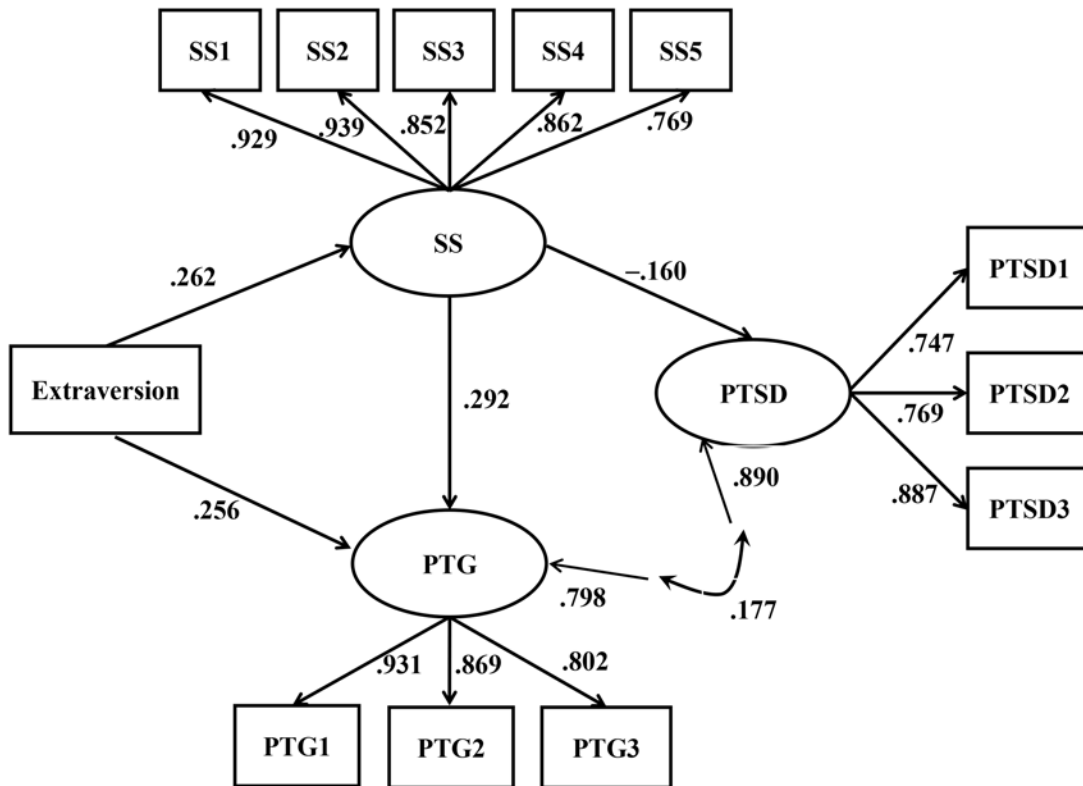 SS1 SS2 SS3 SS4 SS5
.929 .939 .852 .862 .769
SS
.262 –.160
PTSD1
.747
Extraversion .292 PTSD .769 PTSD2
.890 .887 PTSD3
.256
PTG .798 .177
.931 .869 .802
PTG1 PTG2 PTG3